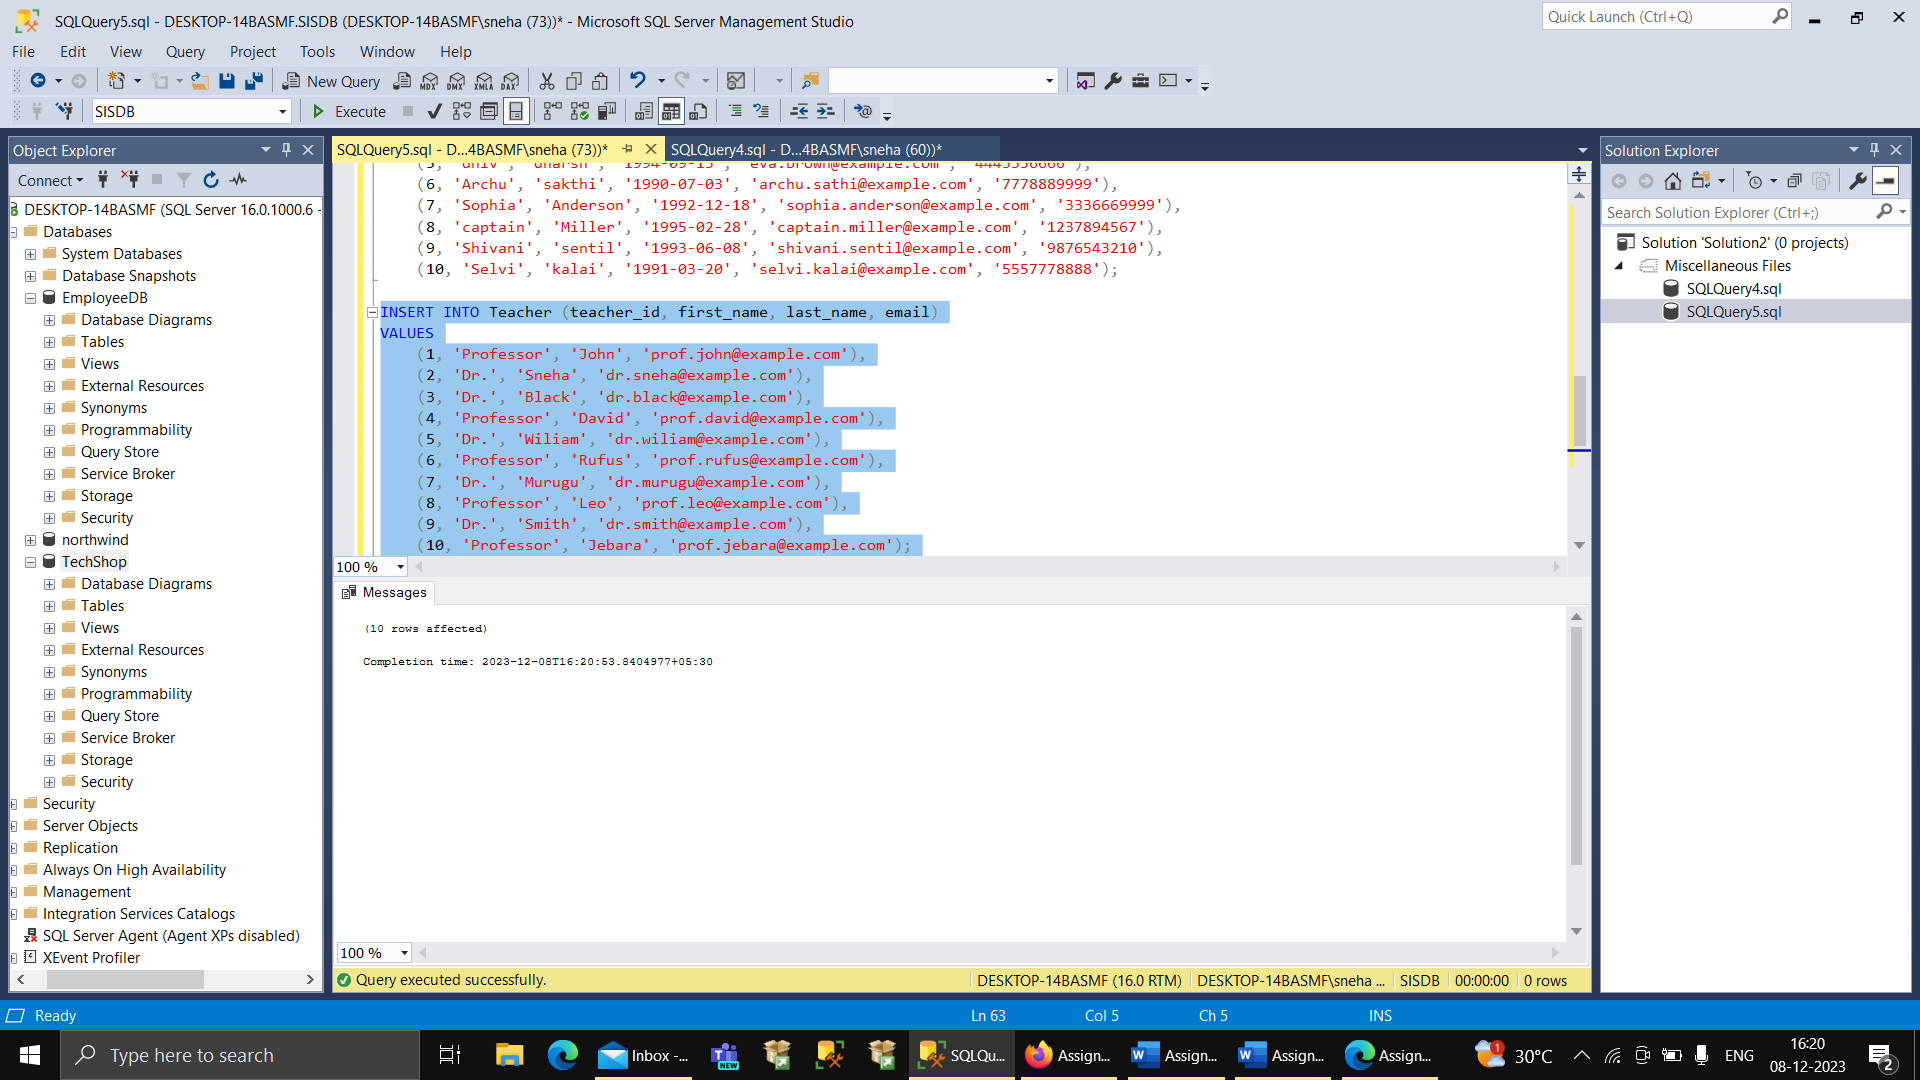 SQLQuery5.sql - DESKTOP-14BASMF.SISDB (DESKTOP-14BASMF\sneha (73))* - Microsoft SQL Server Management Studio
Quick Launch (Ctrl+Q)
File Edit View Query Project Tools Window Help
New Query
MDX DMX XMLA DAX
SISDB
Execute
Object Explorer
Connect
DESKTOP-14BASMF (SQL Server 16.0.1000.6 -
Databases
System Databases
Database Snapshots
EmployeeDB
Database Diagrams
Tables
Views
External Resources
Synonyms
Programmability
Query Store
Service Broker
Storage
Security
northwind
TechShop
Database Diagrams
Tables
Views
External Resources
Synonyms
Programmability
Query Store
Service Broker
Storage
Security
Security
Server Objects
Replication
Always On High Availability
Management
Integration Services Catalogs
SQL Server Agent (Agent XPs disabled)
XEvent Profiler
SQLQuery5.sql - D...4BASMF\sneha (73))*
SQLQuery4.sql - D...4BASMF\sneha (60))*
(6, 'Archu', 'sakthi', '1990-07-03', 'archu.sathi@example.com', '7778889999'),
(7, 'Sophia', 'Anderson', '1992-12-18', 'sophia.anderson@example.com', '3336669999'),
(8, 'captain', 'Miller', '1995-02-28', 'captain.miller@example.com', '1237894567'),
(9, 'Shivani', 'sentil', '1993-06-08', 'shivani.sentil@example.com', '9876543210'),
(10, 'Selvi', 'kalai', '1991-03-20', 'selvi.kalai@example.com', '5557778888');
INSERT INTO Teacher (teacher_id, first_name, last_name, email)
VALUES
(1, 'Professor', 'John', 'prof.john@example.com'),
(2, 'Dr.', 'Sneha', 'dr.sneha@example.com'),
(3, 'Dr.', 'Black', 'dr.black@example.com'),
(4, 'Professor', 'David', 'prof.david@example.com'),
(5, 'Dr.', 'Wiliam', 'dr.wiliam@example.com'),
(6, 'Professor', 'Rufus', 'prof.rufus@example.com'),
(7, 'Dr.', 'Murugu', 'dr.murugu@example.com'),
(8, 'Professor', 'Leo', 'prof.leo@example.com'),
(9, 'Dr.', 'Smith', 'dr.smith@example.com'),
(10, 'Professor', 'Jebara', 'prof.jebara@example.com');
100 %
Messages
(10 rows affected)
Completion time: 2023-12-08T16:20:53.8404977+05:30
100 %
Query executed successfully.
DESKTOP-14BASMF (16.0 RTM) DESKTOP-14BASMF\sneha ... SISDB 00:00:00 0 rows
Solution Explorer
Search Solution Explorer (Ctrl+;)
Solution 'Solution2' (0 projects)
Miscellaneous Files
SQLQuery4.sql
SQLQuery5.sql
Ready Ln 63 Col 5 Ch 5 INS
Type here to search
Inbox -...
NEW
SQLQu...
Assign...
Assign...
Assign...
Assign...
1
30°C
ENG
16:20
08-12-2023
2